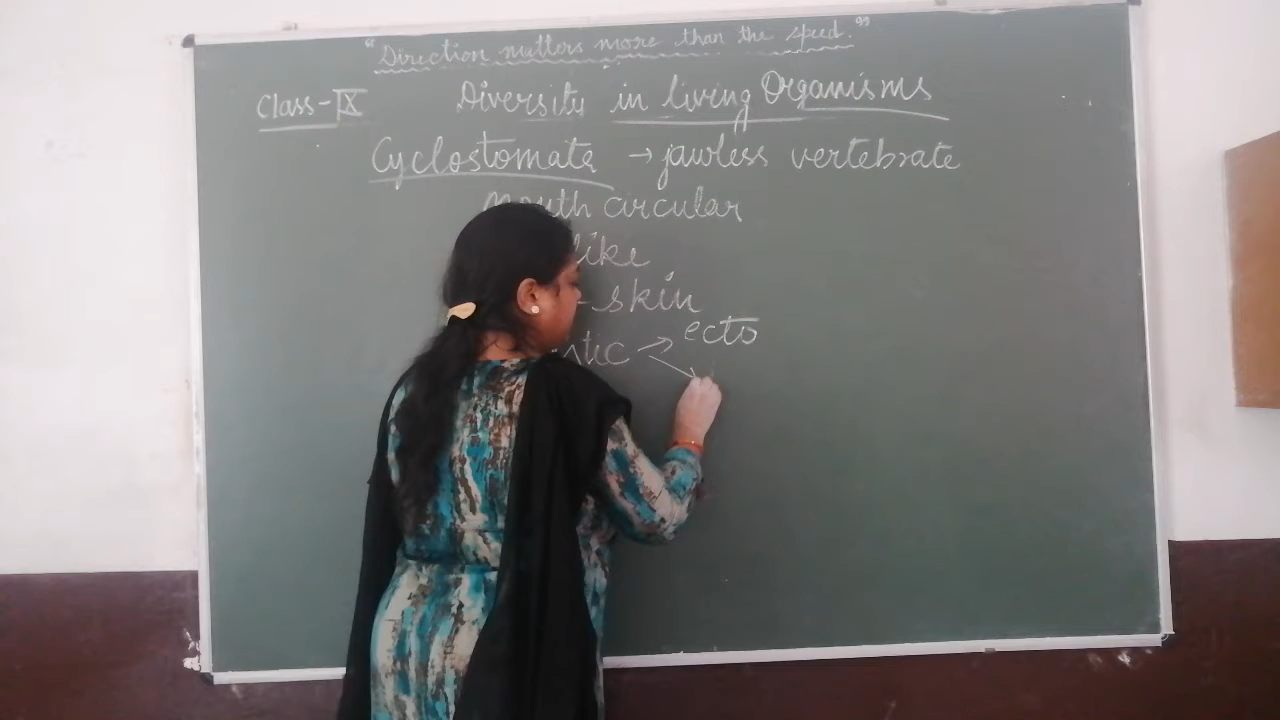 "Direction matters more than the speed."
Class-IX Diversity in living Organisms
Cyclostomata → jawless vertebrate
Mouth circular
like
- skin
→ ecto